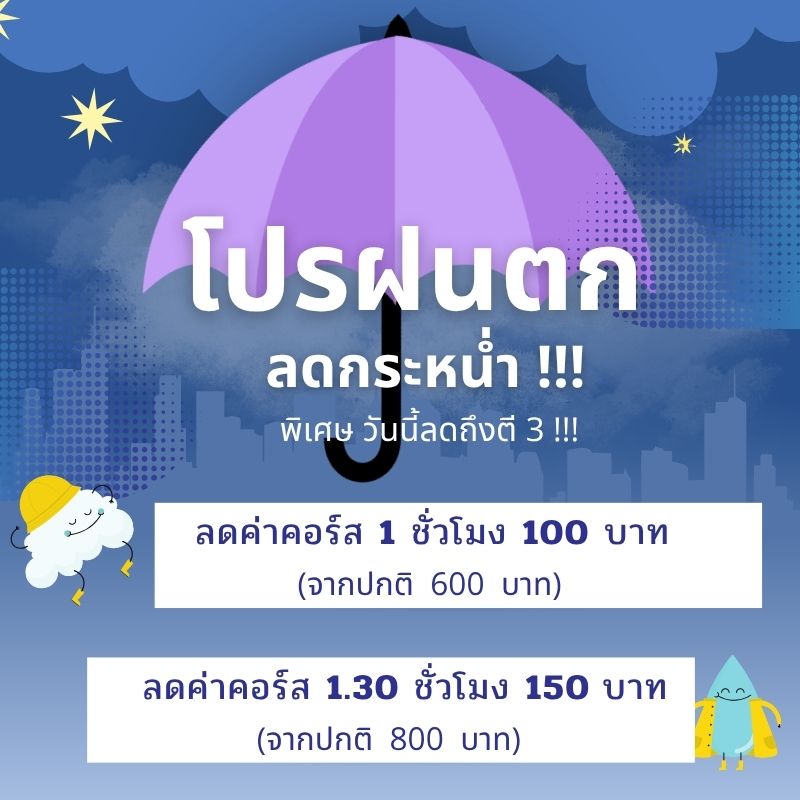 โปรฝนตก
ลดกระหน่ำ !!!
พิเศษ วันนี้ลดถึงตี 3 !!!
ลดค่าคอร์ส 1 ชั่วโมง 100 บาท
(จากปกติ 600 บาท)
ลดค่าคอร์ส 1.30 ชั่วโมง 150 บาท
(จากปกติ 800 บาท)